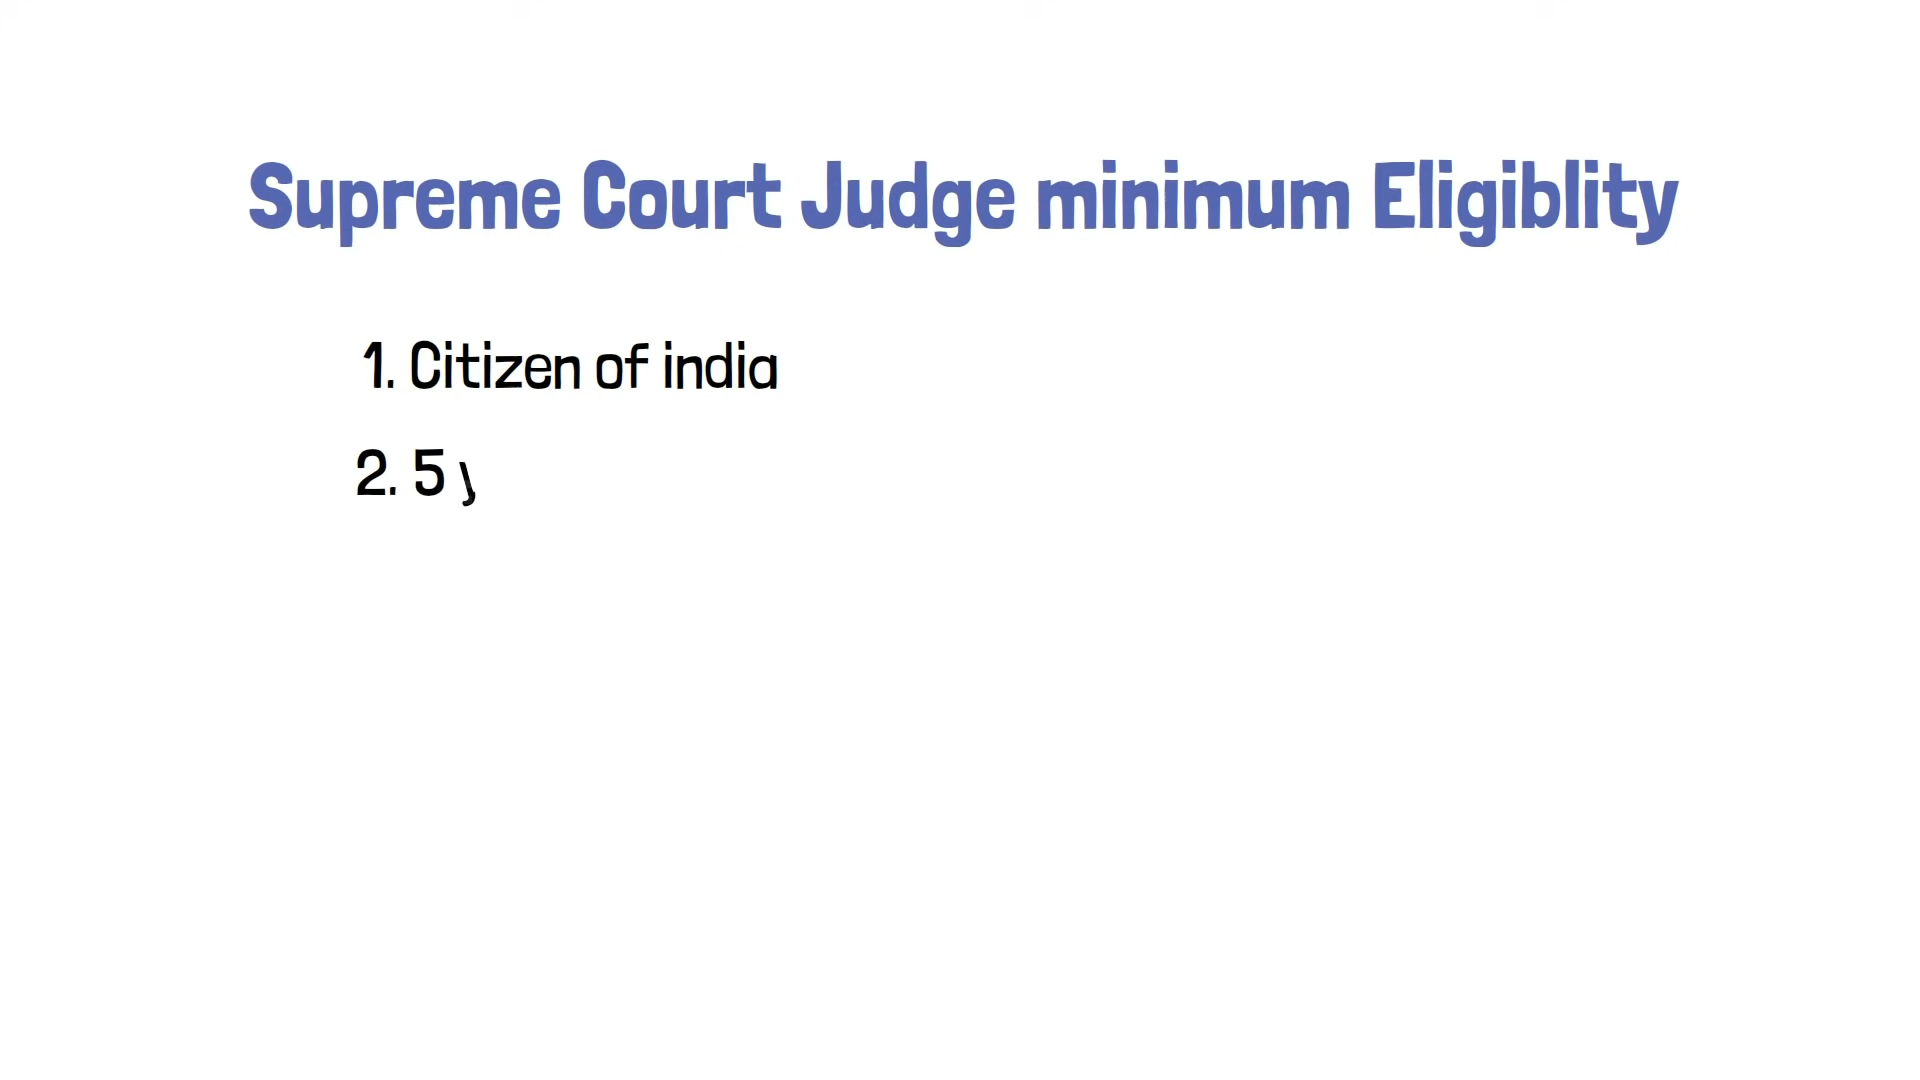 Supreme Court Judge minimum Eligiblity
1. Citizen of india
2. 5